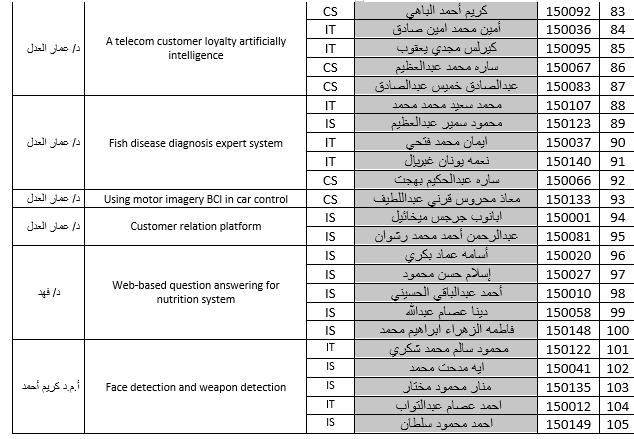 83 150092 كريم أحمد الباهي CS
84 150036 أمين محمد امين صادق IT
85 150095 كيرلس مجدي يعقوب IT
86 150067 ساره محمد عبدالعظيم CS
87 150083 عبدالصادق خميس عبدالصادق CS
A telecom customer loyalty artificially
intelligence
د/ عمار العدل
88 150107 محمد سعيد محمد محمد IT
89 150123 محمود سمير عبدالعظيم IS
90 150037 ايمان محمد فتحي IT
91 150140 نعمه يونان غبريال IT
92 150066 ساره عبدالحكيم بهجت CS
Fish disease diagnosis expert system
د/ عمار العدل
93 150133 معاذ محروس قرني عبداللطيف CS Using motor imagery BCI in car control د/ عمار العدل
94 150001 ابانوب جرجس ميخائيل IS
95 150081 عبدالرحمن أحمد محمد رشوان IS
Customer relation platform
د/ عمار العدل
96 150020 أسامه عماد بكري IS
97 150027 إسلام حسن محمود IS
98 150010 أحمد عبدالباقي الحسيني IS
99 150058 دينا عصام عبدالله IS
100 150148 فاطمه الزهراء ابراهيم محمد IS
Web-based question answering for
nutrition system
د/ فهد
101 150122 محمود سالم محمد شكري IT
102 150041 ايه مدحت محمد IS
103 150135 منار محمود مختار IS
104 150012 احمد عصام عبدالتواب IT
105 150149 احمد محمود سلطان IS
Face detection and weapon detection
أ.م.د كريم أحمد